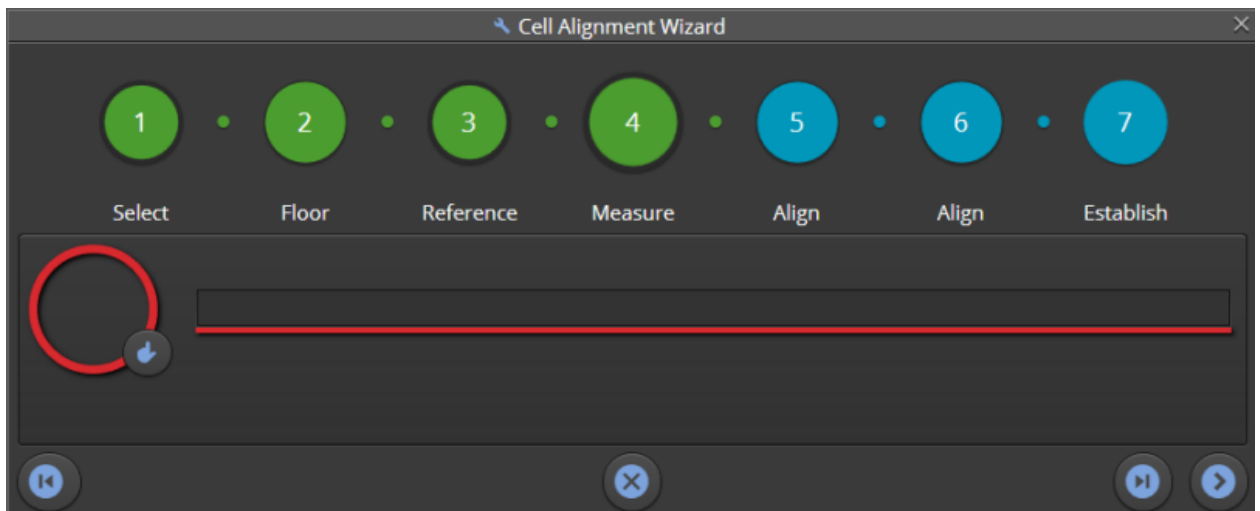 Cell Alignment Wizard
1 2 3 4 5 6 7
Select Floor Reference Measure Align Align Establish